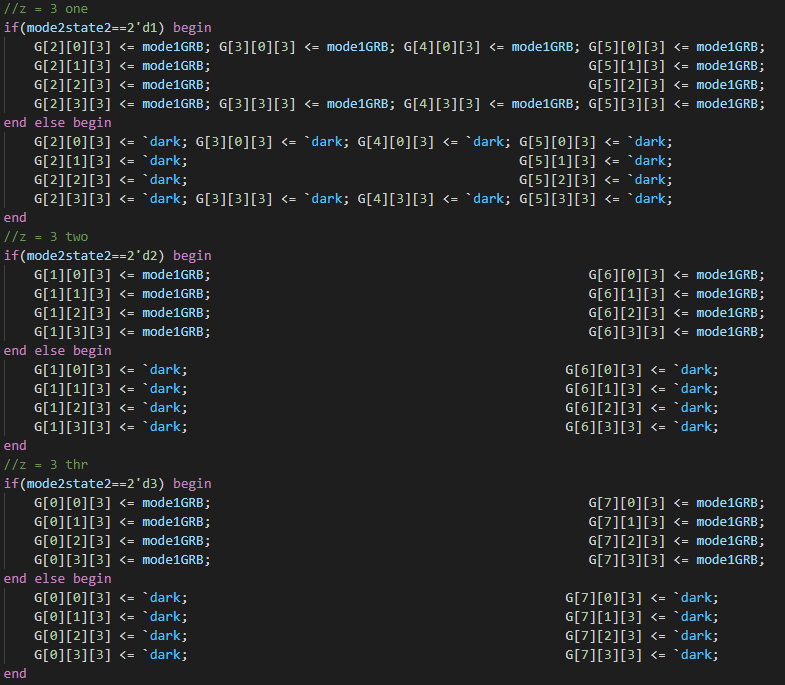 //z = 3 one
if(mode2state2==2'd1) begin
    G[2][0][3] <= mode1GRB; G[3][0][3] <= mode1GRB; G[4][0][3] <= mode1GRB; G[5][0][3] <= mode1GRB;
    G[2][1][3] <= mode1GRB;                                                 G[5][1][3] <= mode1GRB;
    G[2][2][3] <= mode1GRB;                                                 G[5][2][3] <= mode1GRB;
    G[2][3][3] <= mode1GRB; G[3][3][3] <= mode1GRB; G[4][3][3] <= mode1GRB; G[5][3][3] <= mode1GRB;
end else begin
    G[2][0][3] <= `dark; G[3][0][3] <= `dark; G[4][0][3] <= `dark; G[5][0][3] <= `dark;
    G[2][1][3] <= `dark;                                           G[5][1][3] <= `dark;
    G[2][2][3] <= `dark;                                           G[5][2][3] <= `dark;
    G[2][3][3] <= `dark; G[3][3][3] <= `dark; G[4][3][3] <= `dark; G[5][3][3] <= `dark;
end
//z = 3 two
if(mode2state2==2'd2) begin
    G[1][0][3] <= mode1GRB;                                                 G[6][0][3] <= mode1GRB;
    G[1][1][3] <= mode1GRB;                                                 G[6][1][3] <= mode1GRB;
    G[1][2][3] <= mode1GRB;                                                 G[6][2][3] <= mode1GRB;
    G[1][3][3] <= mode1GRB;                                                 G[6][3][3] <= mode1GRB;
end else begin
    G[1][0][3] <= `dark;                                                 G[6][0][3] <= `dark;
    G[1][1][3] <= `dark;                                                 G[6][1][3] <= `dark;
    G[1][2][3] <= `dark;                                                 G[6][2][3] <= `dark;
    G[1][3][3] <= `dark;                                                 G[6][3][3] <= `dark;
end
//z = 3 thr
if(mode2state2==2'd3) begin
    G[0][0][3] <= mode1GRB;                                                 G[7][0][3] <= mode1GRB;
    G[0][1][3] <= mode1GRB;                                                 G[7][1][3] <= mode1GRB;
    G[0][2][3] <= mode1GRB;                                                 G[7][2][3] <= mode1GRB;
    G[0][3][3] <= mode1GRB;                                                 G[7][3][3] <= mode1GRB;
end else begin
    G[0][0][3] <= `dark;                                                 G[7][0][3] <= `dark;
    G[0][1][3] <= `dark;                                                 G[7][1][3] <= `dark;
    G[0][2][3] <= `dark;                                                 G[7][2][3] <= `dark;
    G[0][3][3] <= `dark;                                                 G[7][3][3] <= `dark;
end